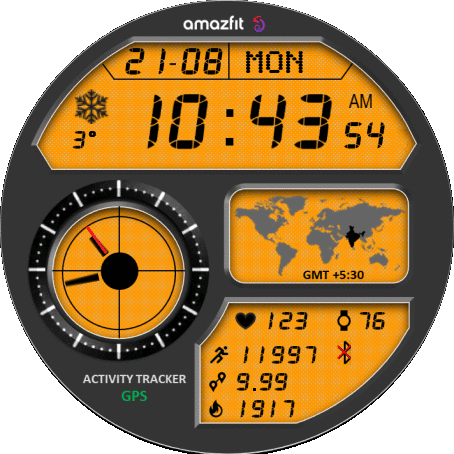 amazfit
21-08 MON
3°
10:43
AM
54
GMT +5:30
123 76
11997
9.99
1917
ACTIVITY TRACKER
GPS